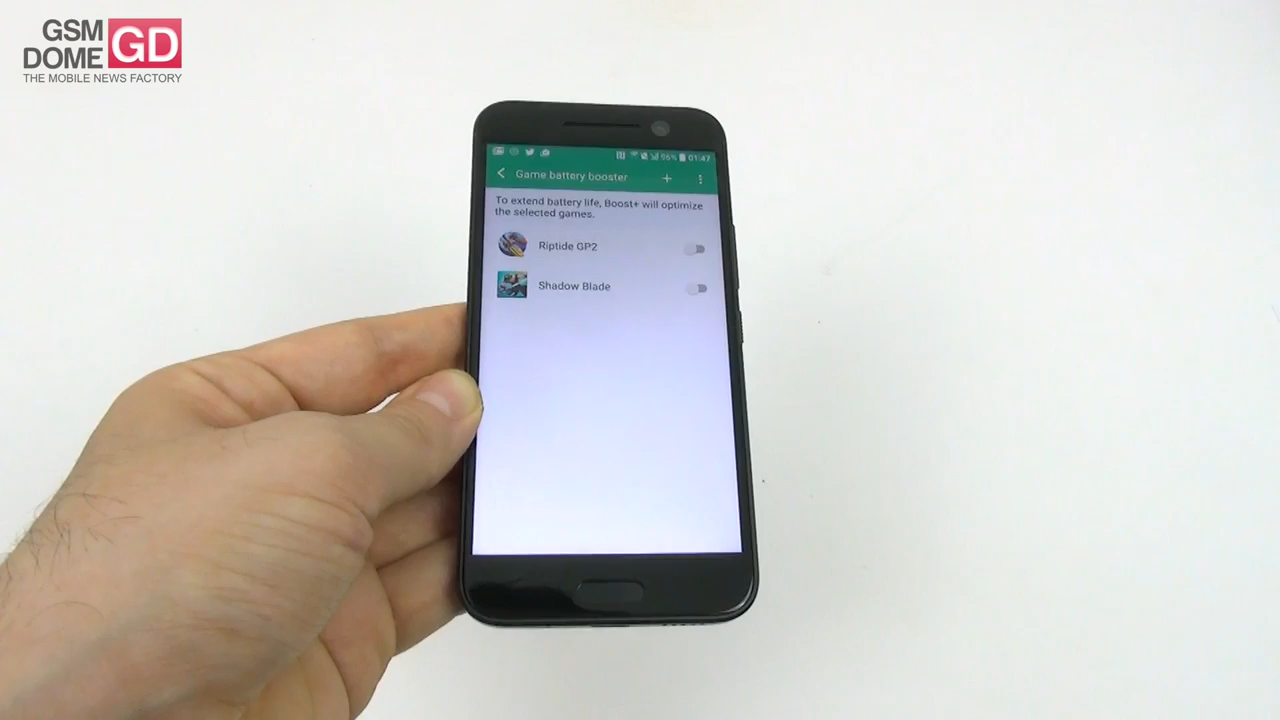 GSM
DOME GD
THE MOBILE NEWS FACTORY
96% 01:47
Game battery booster
To extend battery life, Boost+ will optimize
the selected games.
Riptide GP2
Shadow Blade